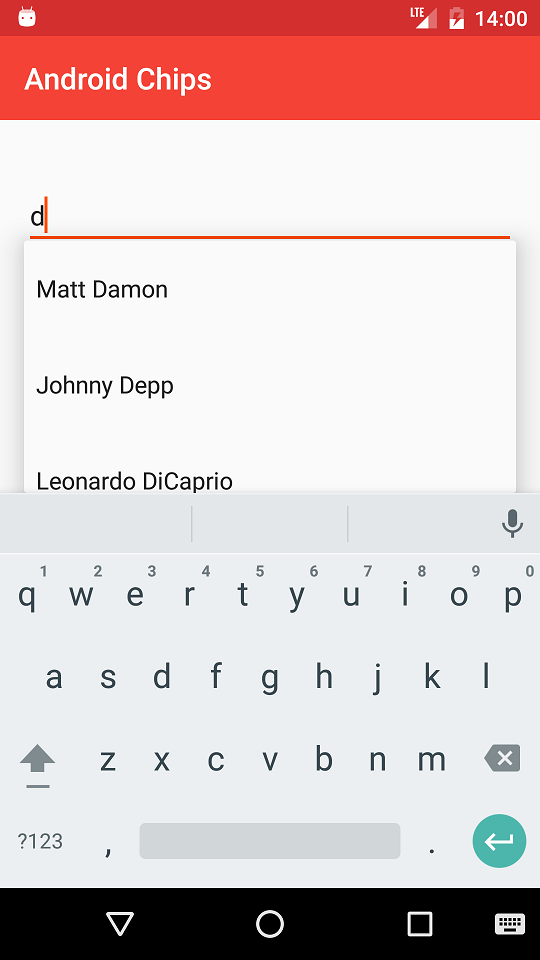 LTE 14:00
Android Chips
d
Matt Damon
Johnny Depp
Leonardo DiCaprio
1 2 3 4 5 6 7 8 9 0
q w e r t y u i o p
a s d f g h j k l
z x c v b n m
?123 , .